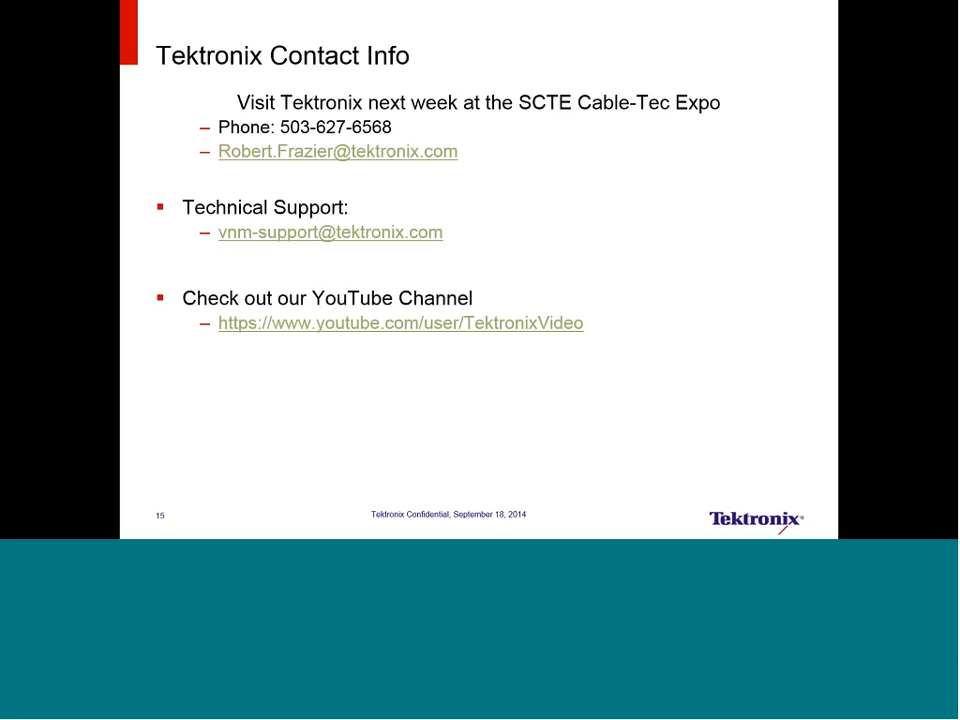 Tektronix Contact Info
Visit Tektronix next week at the SCTE Cable-Tec Expo
– Phone: 503-627-6568
– Robert.Frazier@tektronix.com
▪ Technical Support:
– vnm-support@tektronix.com
▪ Check out our YouTube Channel
– https://www.youtube.com/user/TektronixVideo
15
Tektronix Confidential, September 18, 2014
Tektronix®